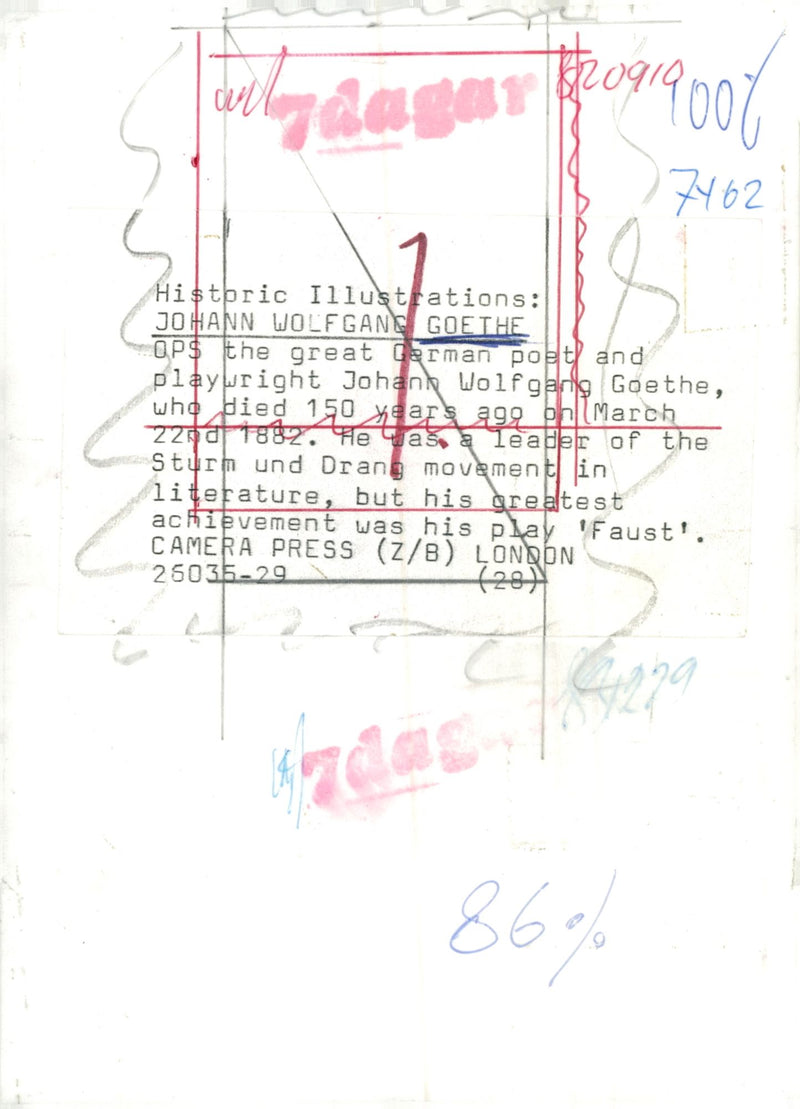 7dagar
820910
100%
7462
1
Historic Illustrations:
JOHANN WOLFGANG GOETHE
OPS the great German poet and
playwright Johann Wolfgang Goethe,
who died 150 years ago on March
22nd 1882. He was a leader of the
Sturm und Drang movement in
literature, but his greatest
achievement was his play 'Faust'.
CAMERA PRESS (Z/B) LONDON
26035-29 (28)
7dag
86%